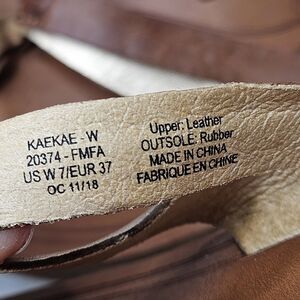 KAEKAE - W
20374 - FMFA
US W 7/EUR 37
OC 11/18
Upper: Leather
OUTSOLE: Rubber
MADE IN CHINA
FABRIQUE EN CHINE